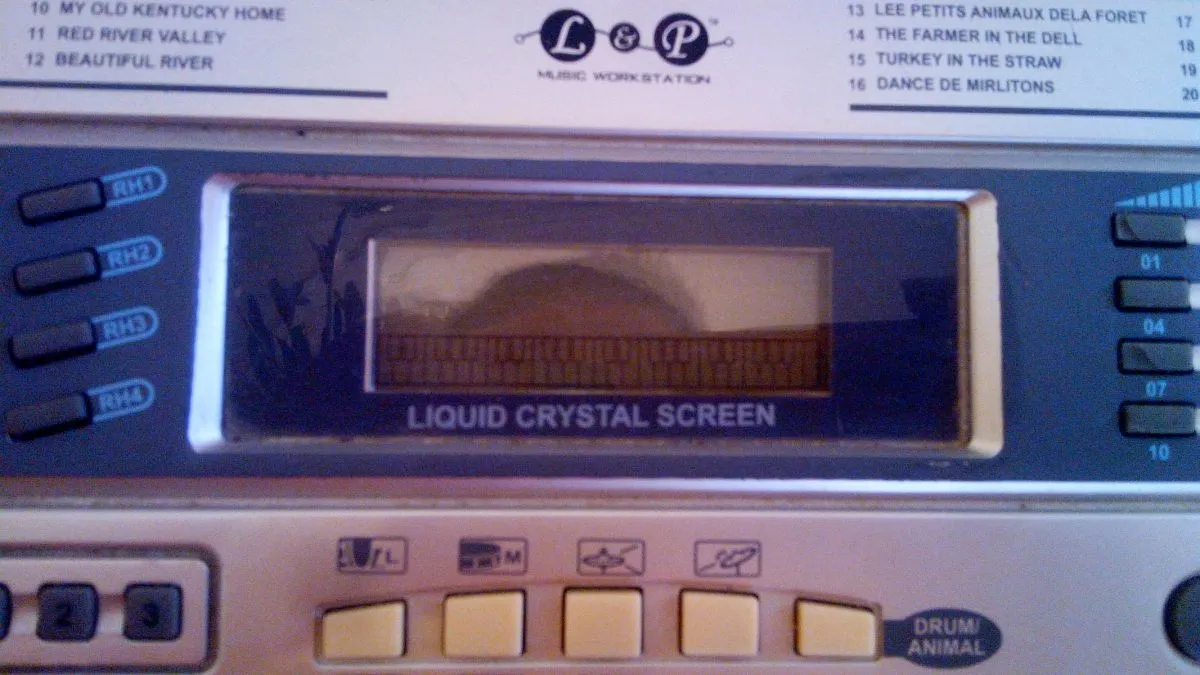 10 MY OLD KENTUCKY HOME
11 RED RIVER VALLEY
12 BEAUTIFUL RIVER
L & P ™
MUSIC WORKSTATION
13 LEE PETITS ANIMAUX DELA FORET
14 THE FARMER IN THE DELL
15 TURKEY IN THE STRAW
16 DANCE DE MIRLITONS
17
18
19
20
RH1
RH2
RH3
RH4
LIQUID CRYSTAL SCREEN
01
04
07
10
L
M
2
3
DRUM/
ANIMAL